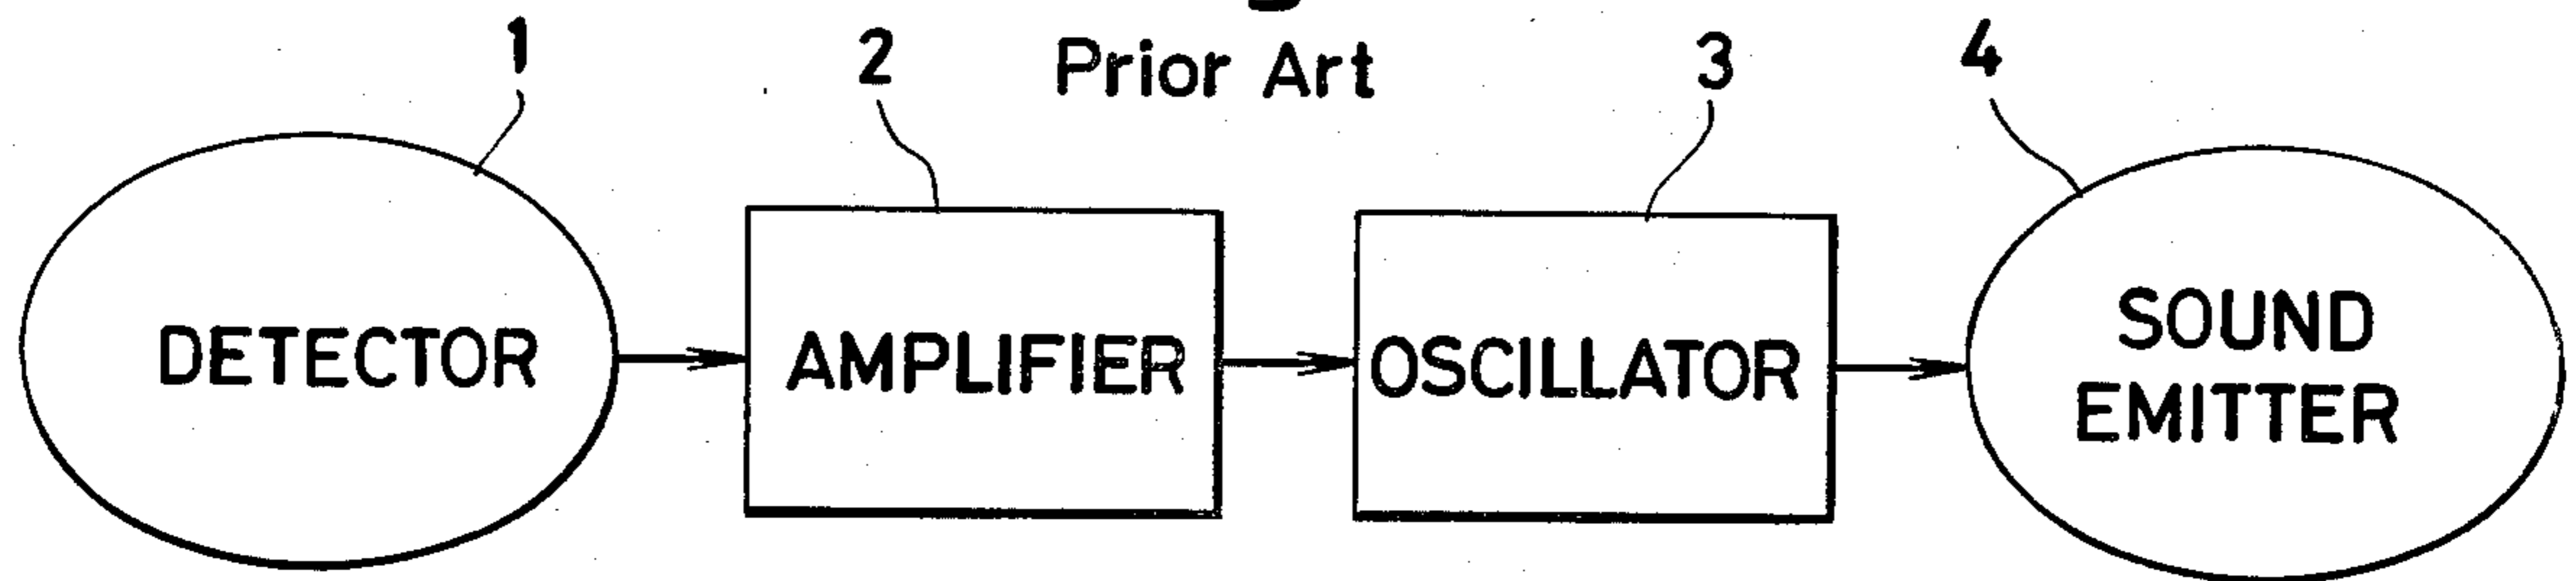 1 2 Prior Art 3 4
DETECTOR AMPLIFIER OSCILLATOR SOUND
EMITTER